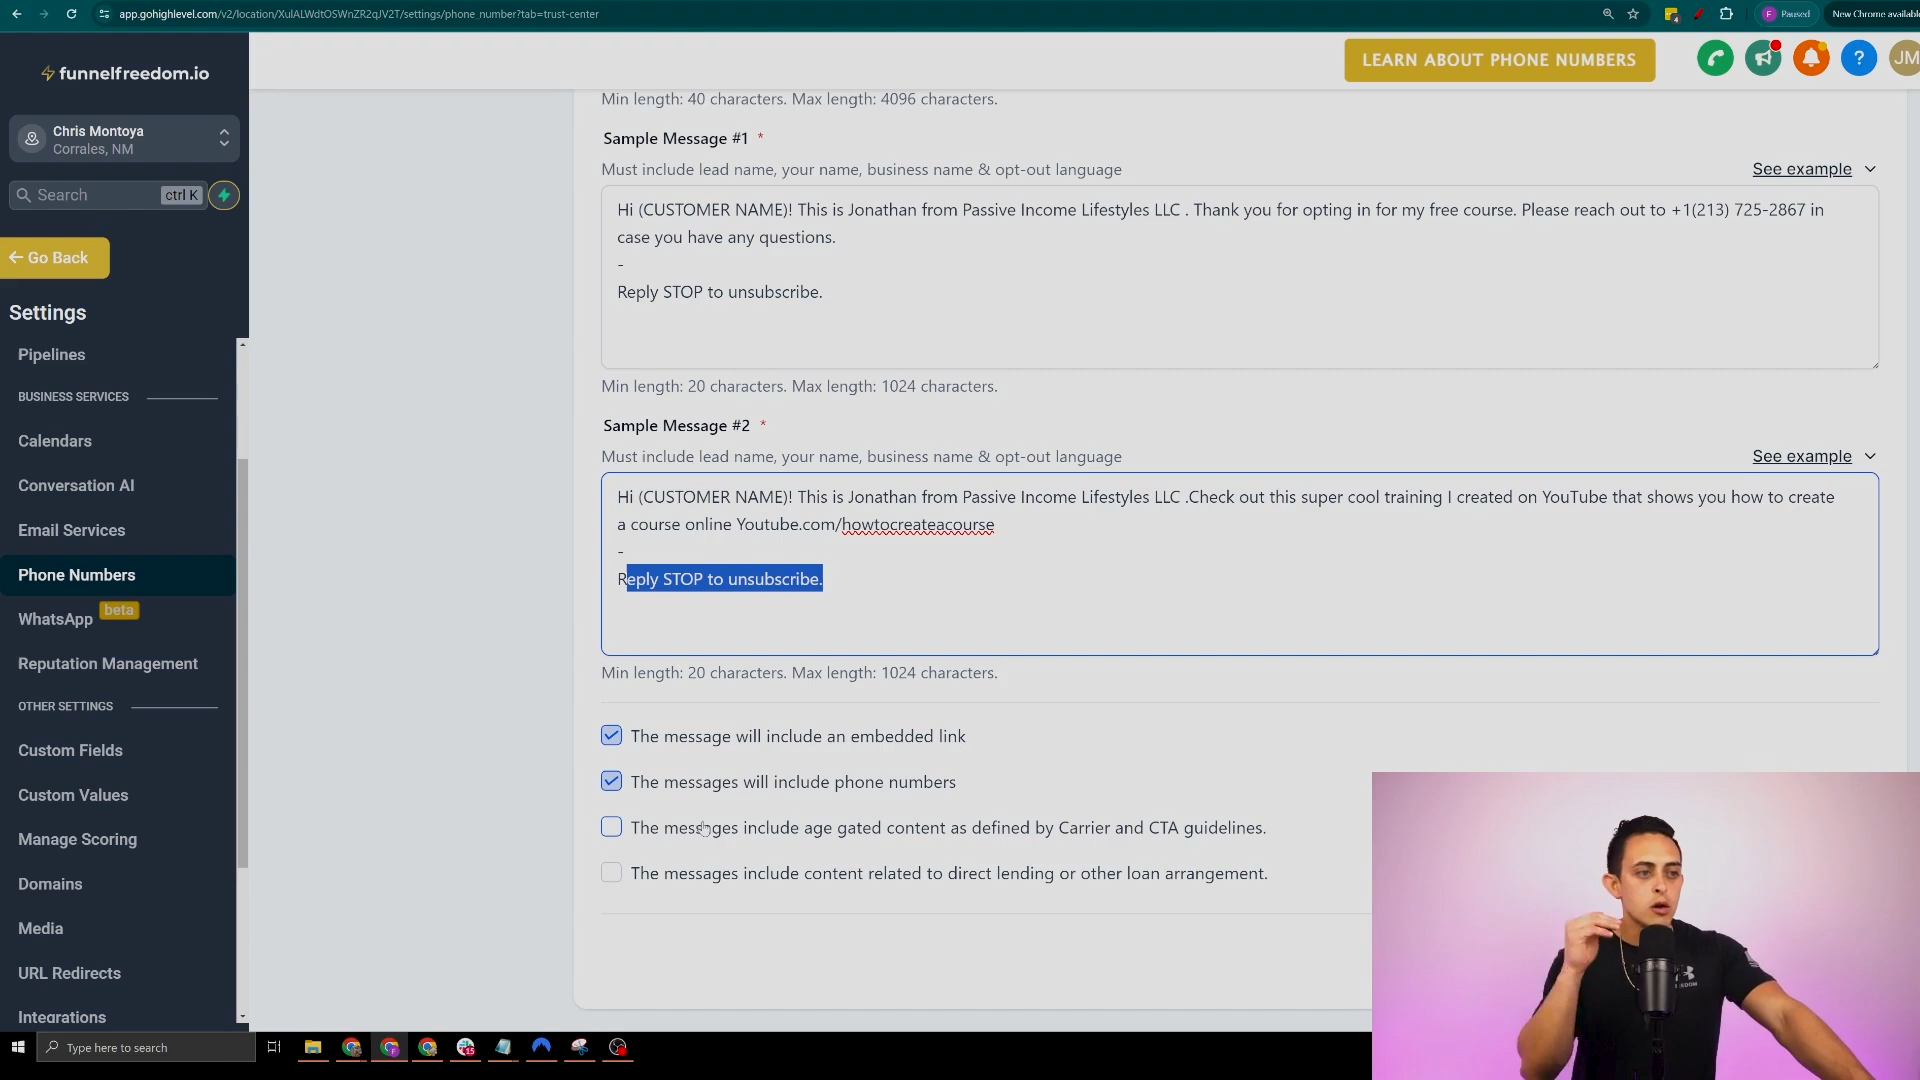 app.gohighlevel.com/v2/location/XulALWdtOSWnZR2qJV2T/settings/phone_number?tab=trust-center
4
F
Paused
New Chrome available
funnelfreedom.io
LEARN ABOUT PHONE NUMBERS
?
JM
Chris Montoya
Corrales, NM
Search
ctrl K
Go Back
Settings
Pipelines
BUSINESS SERVICES
Calendars
Conversation AI
Email Services
Phone Numbers
WhatsApp beta
Reputation Management
OTHER SETTINGS
Custom Fields
Custom Values
Manage Scoring
Domains
Media
URL Redirects
Integrations
Min length: 40 characters. Max length: 4096 characters.
Sample Message #1 *
Must include lead name, your name, business name & opt-out language
See example
Hi (CUSTOMER NAME)! This is Jonathan from Passive Income Lifestyles LLC . Thank you for opting in for my free course. Please reach out to +1(213) 725-2867 in
case you have any questions.
-
Reply STOP to unsubscribe.
Min length: 20 characters. Max length: 1024 characters.
Sample Message #2 *
Must include lead name, your name, business name & opt-out language
See example
Hi (CUSTOMER NAME)! This is Jonathan from Passive Income Lifestyles LLC .Check out this super cool training I created on YouTube that shows you how to create
a course online Youtube.com/howtocreateacourse
-
Reply STOP to unsubscribe.
Min length: 20 characters. Max length: 1024 characters.
The message will include an embedded link
The messages will include phone numbers
The messages include age gated content as defined by Carrier and CTA guidelines.
The messages include content related to direct lending or other loan arrangement.
Type here to search
15